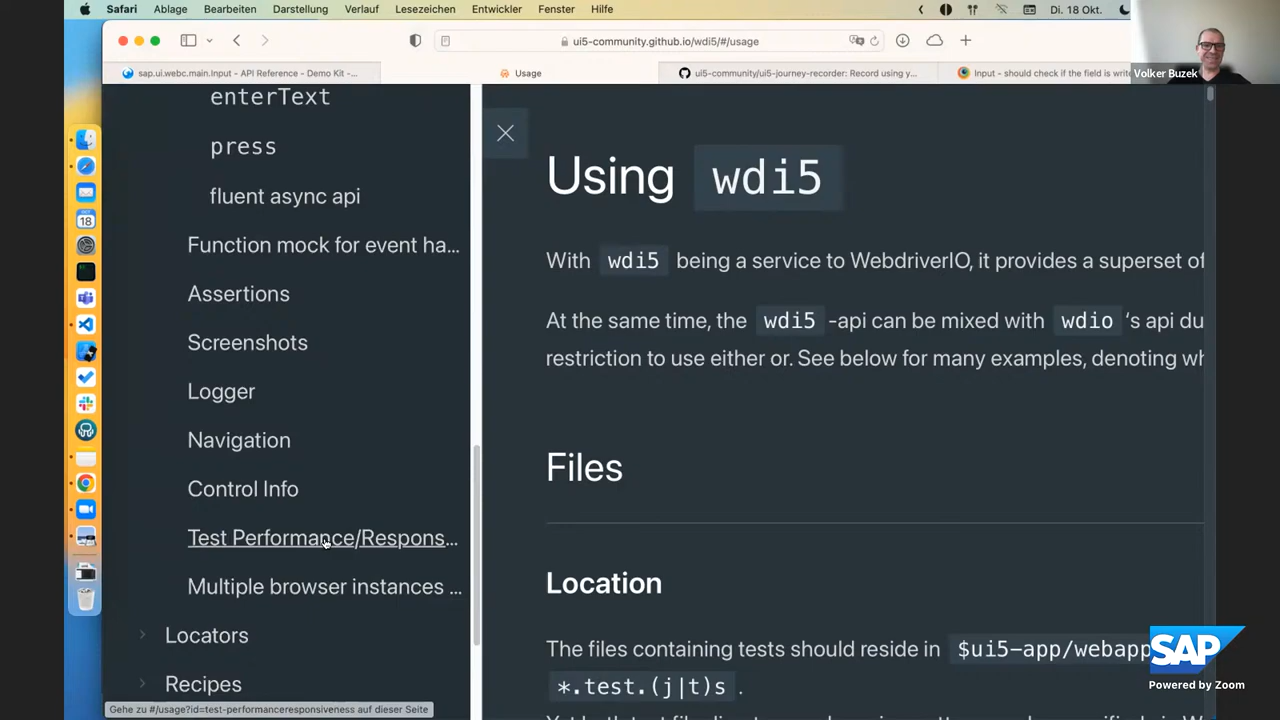 Safari Ablage Bearbeiten Darstellung Verlauf Lesezeichen Entwickler Fenster Hilfe Di. 18 Okt.
ui5-community.github.io/wdi5/#/usage
sap.ui.webc.main.Input - API Reference - Demo Kit -...
Usage
ui5-community/ui5-journey-recorder: Record using y...
Input - should check if the field is write
Volker Buzek
enterText
press
fluent async api
Function mock for event ha...
Assertions
Screenshots
Logger
Navigation
Control Info
Test Performance/Respons...
Multiple browser instances ...
Locators
Recipes
Gehe zu #/usage?id=test-performanceresponsiveness auf dieser Seite
Using wdi5
With wdi5 being a service to WebdriverIO, it provides a superset of
At the same time, the wdi5 -api can be mixed with wdio ‘s api du
restriction to use either or. See below for many examples, denoting wh
Files
Location
The files containing tests should reside in $ui5-app/webapp
*.test.(j|t)s .
SAP
Powered by Zoom